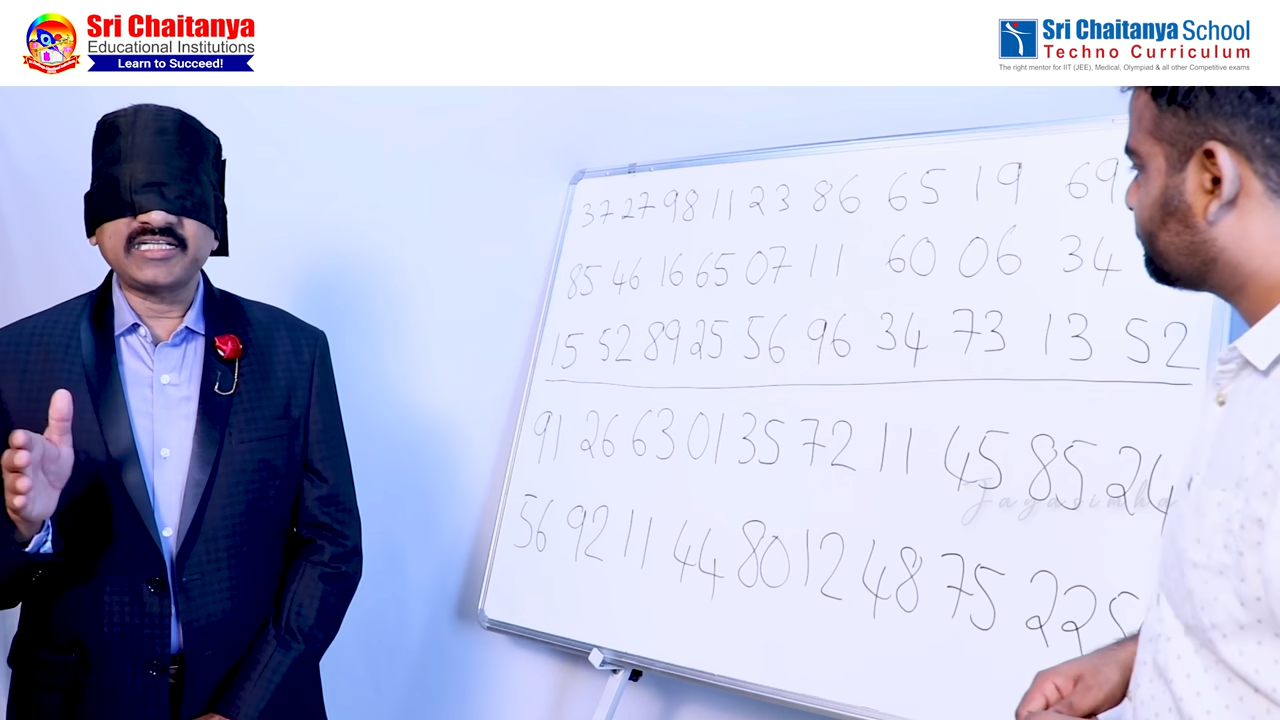 Sri Chaitanya
Educational Institutions
Learn to Succeed!
Sri Chaitanya School
Techno Curriculum
The right mentor for IIT (JEE), Medical, Olympiad & all other Competitive exams
37 27 98 11 23 86 65 19 69
85 46 16 65 07 11 60 06 34
15 52 89 25 56 96 34 73 13 52
91 26 63 01 35 72 11 45 85 24
Jayasimha
56 92 11 44 80 12 48 75 22